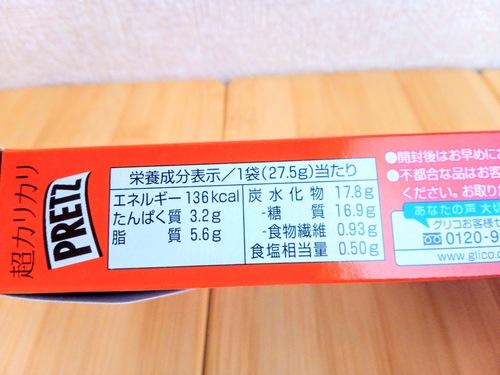 超カリカリ
PRETZ
栄養成分表示/1袋(27.5g)当たり
エネルギー 136kcal
たんぱく質 3.2g
脂質 5.6g
炭水化物 17.8g
-糖質 16.9g
-食物繊維 0.93g
食塩相当量 0.50g
●開封後はお早めに
●不都合な品はお客
ください。お取り
あなたの声 大切
グリコお客様セ
0120-9
www.glico.c